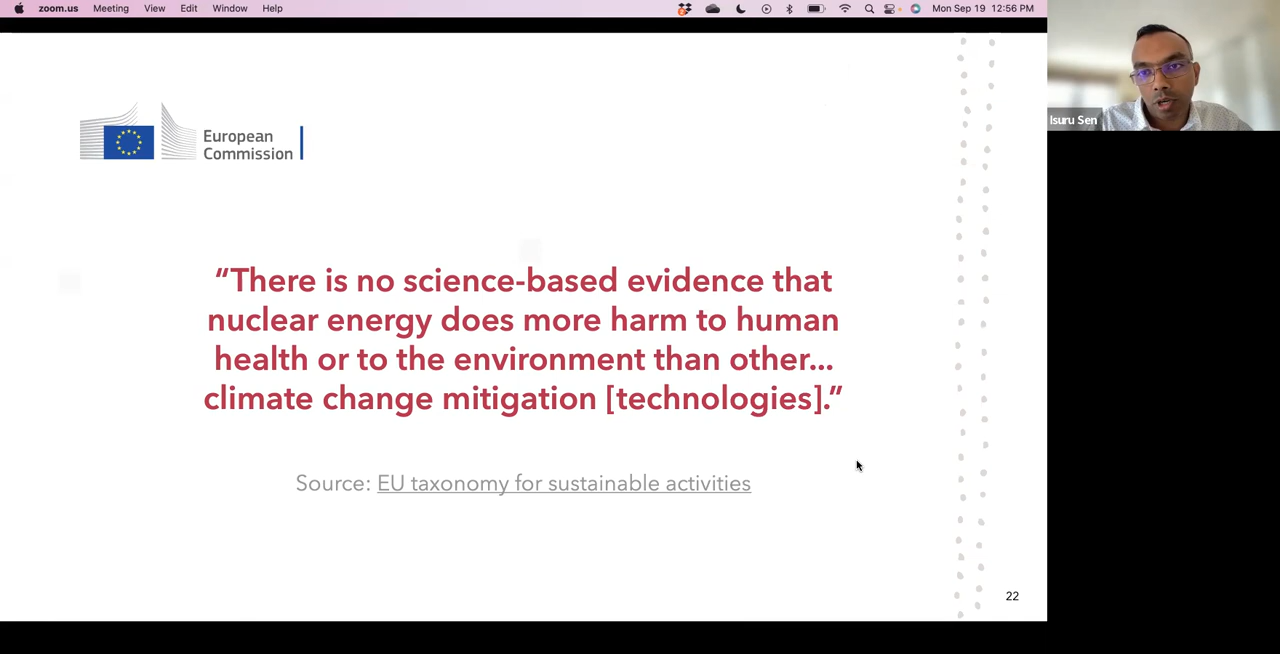 zoom.us Meeting View Edit Window Help Mon Sep 19 12:56 PM
European
Commission
“There is no science-based evidence that
nuclear energy does more harm to human
health or to the environment than other...
climate change mitigation [technologies].”
Source: EU taxonomy for sustainable activities
22
Isuru Sen